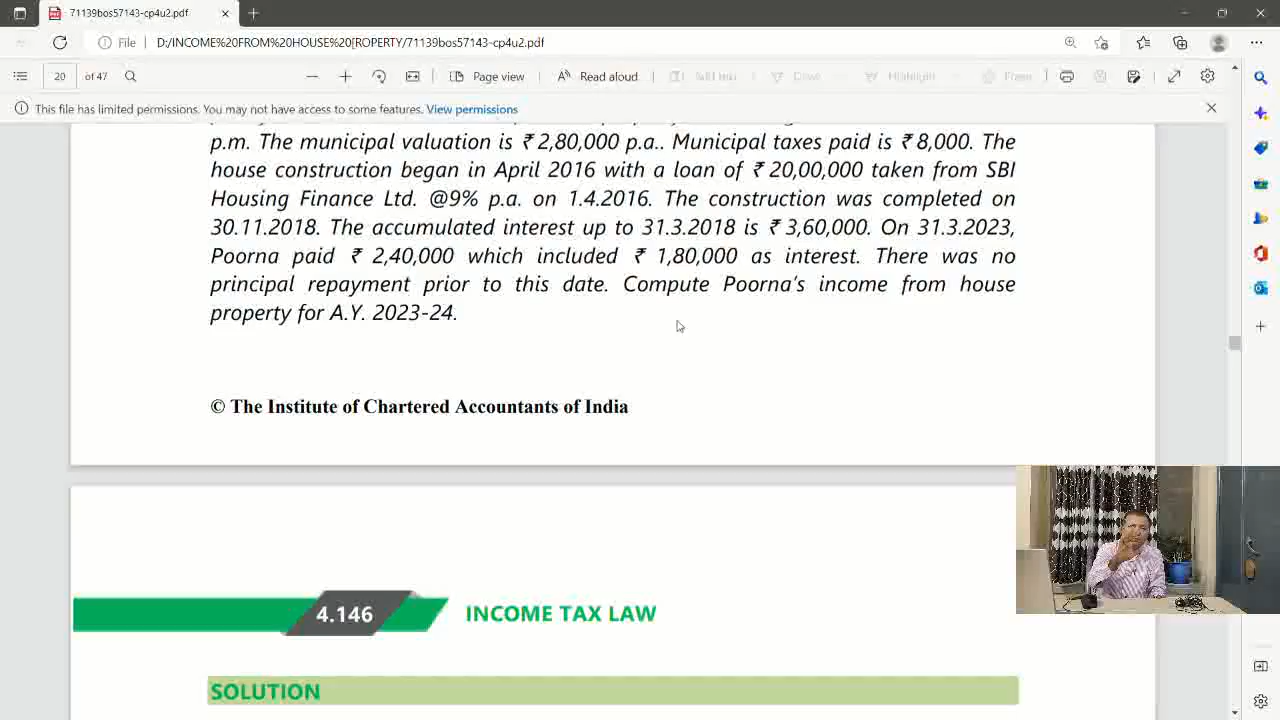 71139bos57143-cp4u2.pdf
File
D:/INCOME%20FROM%20HOUSE%20[ROPERTY/71139bos57143-cp4u2.pdf
20 of 47
Page view
Read aloud
Draw
Highlight
This file has limited permissions. You may not have access to some features. View permissions
p.m. The municipal valuation is ₹ 2,80,000 p.a.. Municipal taxes paid is ₹ 8,000. The
house construction began in April 2016 with a loan of ₹ 20,00,000 taken from SBI
Housing Finance Ltd. @9% p.a. on 1.4.2016. The construction was completed on
30.11.2018. The accumulated interest up to 31.3.2018 is ₹ 3,60,000. On 31.3.2023,
Poorna paid ₹ 2,40,000 which included ₹ 1,80,000 as interest. There was no
principal repayment prior to this date. Compute Poorna's income from house
property for A.Y. 2023-24.
© The Institute of Chartered Accountants of India
4.146
INCOME TAX LAW
SOLUTION